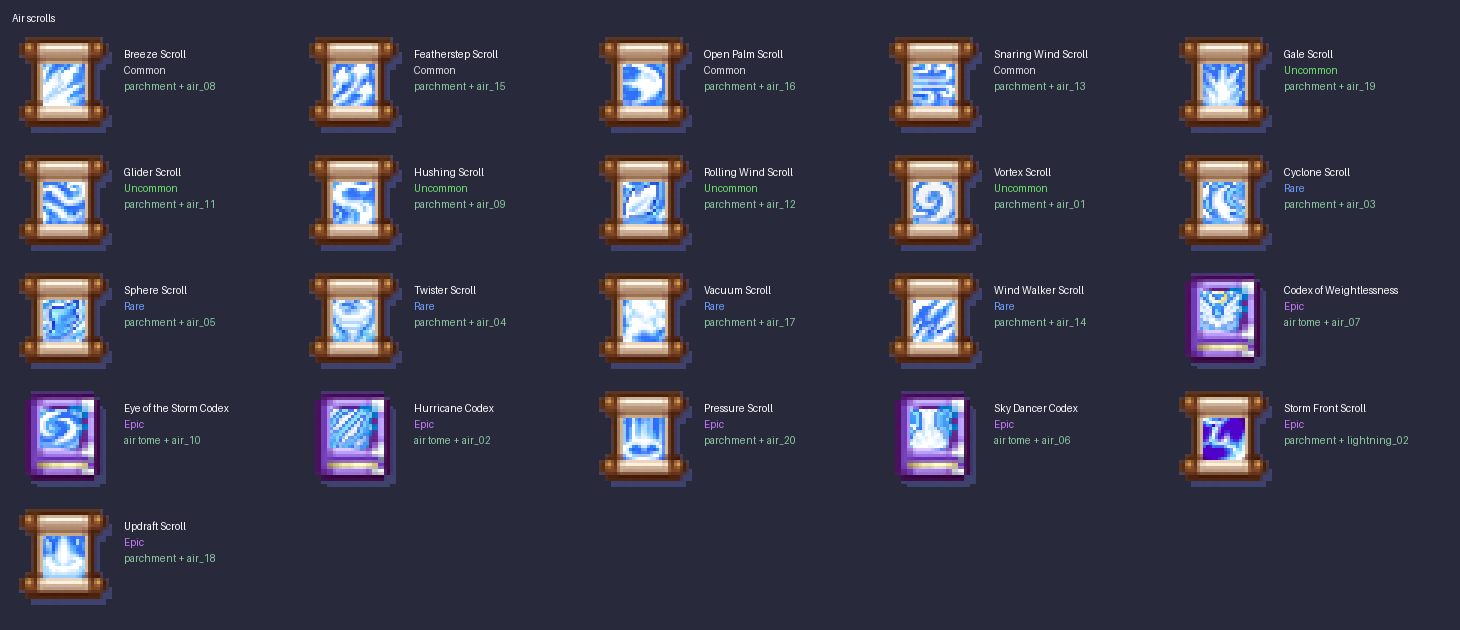 Air scrolls
Breeze Scroll
Common
parchment + air_08
Featherstep Scroll
Common
parchment + air_15
Open Palm Scroll
Common
parchment + air_16
Snaring Wind Scroll
Common
parchment + air_13
Gale Scroll
Uncommon
parchment + air_19
Glider Scroll
Uncommon
parchment + air_11
Hushing Scroll
Uncommon
parchment + air_09
Rolling Wind Scroll
Uncommon
parchment + air_12
Vortex Scroll
Uncommon
parchment + air_01
Cyclone Scroll
Rare
parchment + air_03
Sphere Scroll
Rare
parchment + air_05
Twister Scroll
Rare
parchment + air_04
Vacuum Scroll
Rare
parchment + air_17
Wind Walker Scroll
Rare
parchment + air_14
Codex of Weightlessness
Epic
air tome + air_07
Eye of the Storm Codex
Epic
air tome + air_10
Hurricane Codex
Epic
air tome + air_02
Pressure Scroll
Epic
parchment + air_20
Sky Dancer Codex
Epic
air tome + air_06
Storm Front Scroll
Epic
parchment + lightning_02
Updraft Scroll
Epic
parchment + air_18